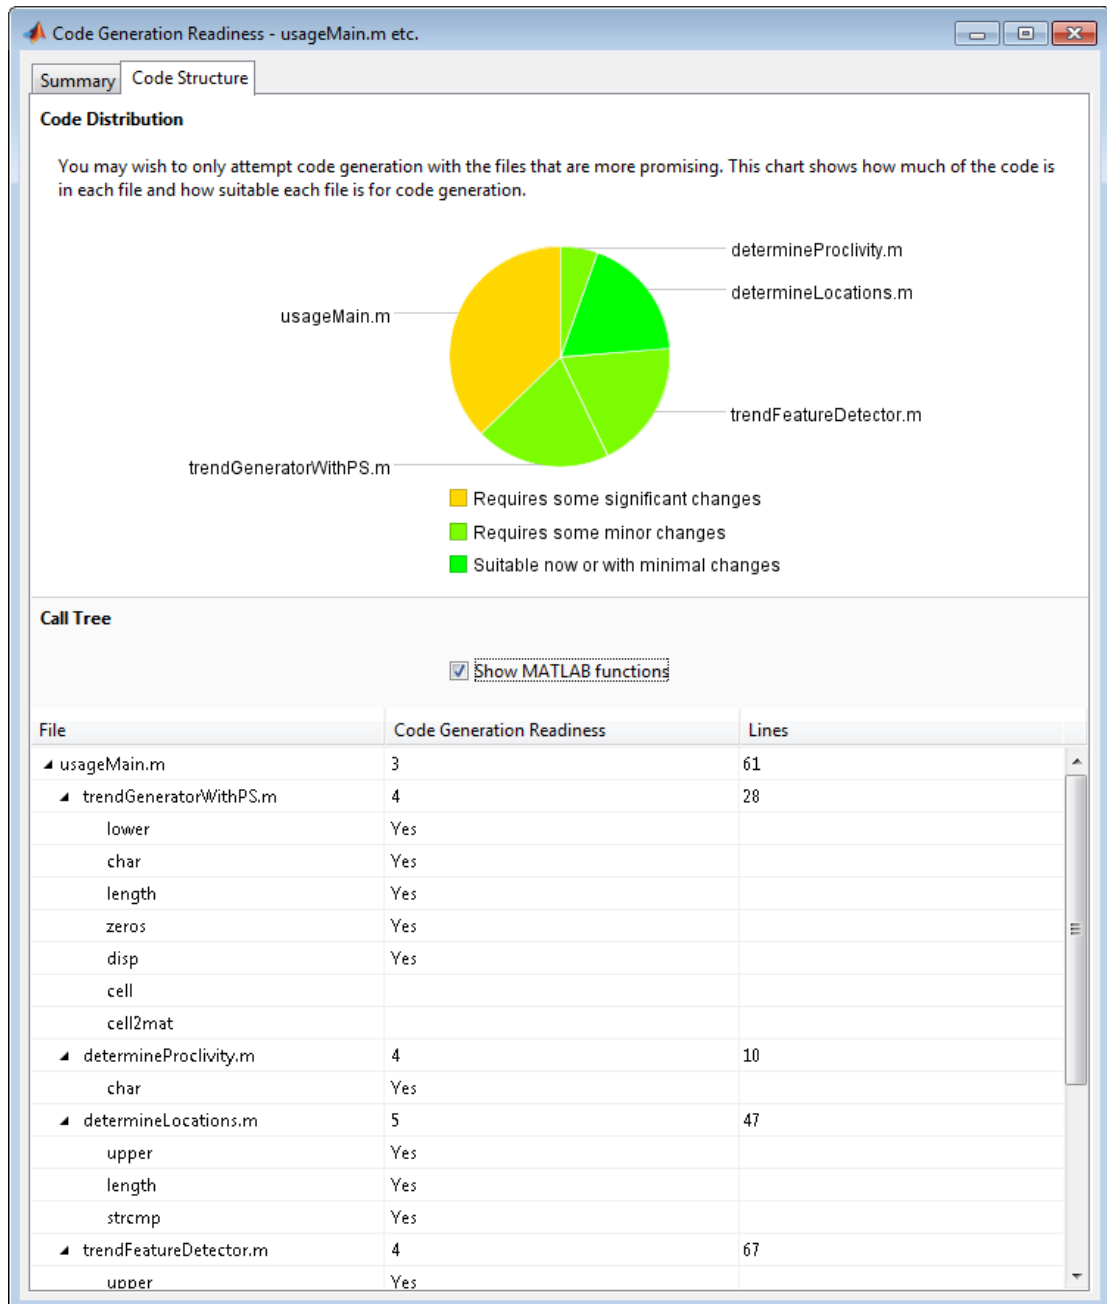 Code Generation Readiness - usageMain.m etc.
Summary
Code Structure
Code Distribution
You may wish to only attempt code generation with the files that are more promising. This chart shows how much of the code is
in each file and how suitable each file is for code generation.
determineProclivity.m
determineLocations.m
usageMain.m
trendFeatureDetector.m
trendGeneratorWithPS.m
Requires some significant changes
Requires some minor changes
Suitable now or with minimal changes
Call Tree
Show MATLAB functions
File Code Generation Readiness Lines
usageMain.m 3 61
trendGeneratorWithPS.m 4 28
lower Yes
char Yes
length Yes
zeros Yes
disp Yes
cell
cell2mat
determineProclivity.m 4 10
char Yes
determineLocations.m 5 47
upper Yes
length Yes
strcmp Yes
trendFeatureDetector.m 4 67
upper Yes